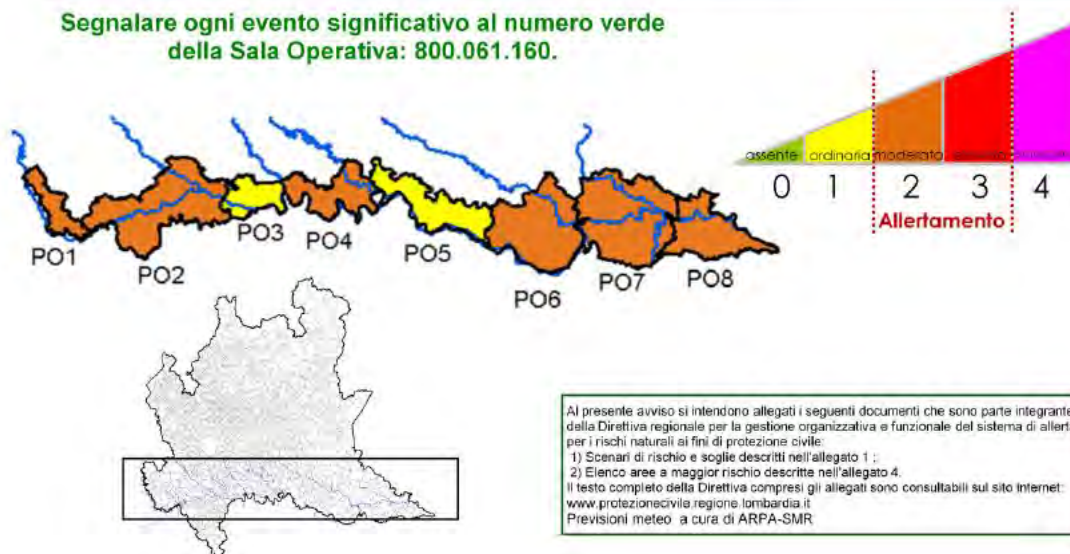 Segnalare ogni evento significativo al numero verde
della Sala Operativa: 800.061.160.
assente ordinaria moderata
0 1 2 3 4
Allertamento
PO1
PO2
PO3
PO4
PO5
PO6
PO7
PO8
Al presente avviso si intendono allegati i seguenti documenti che sono parte integrante
della Direttiva regionale per la gestione organizzativa e funzionale del sistema di allert
per i rischi naturali ai fini di protezione civile:
1) Scenari di rischio e soglie descritti nell'allegato 1 ;
2) Elenco aree a maggior rischio descritte nell'allegato 4.
Il testo completo della Direttiva compresi gli allegati sono consultabili sul sito Internet:
www.protezionecivile.regione.lombardia.it
Previsioni meteo a cura di ARPA-SMR